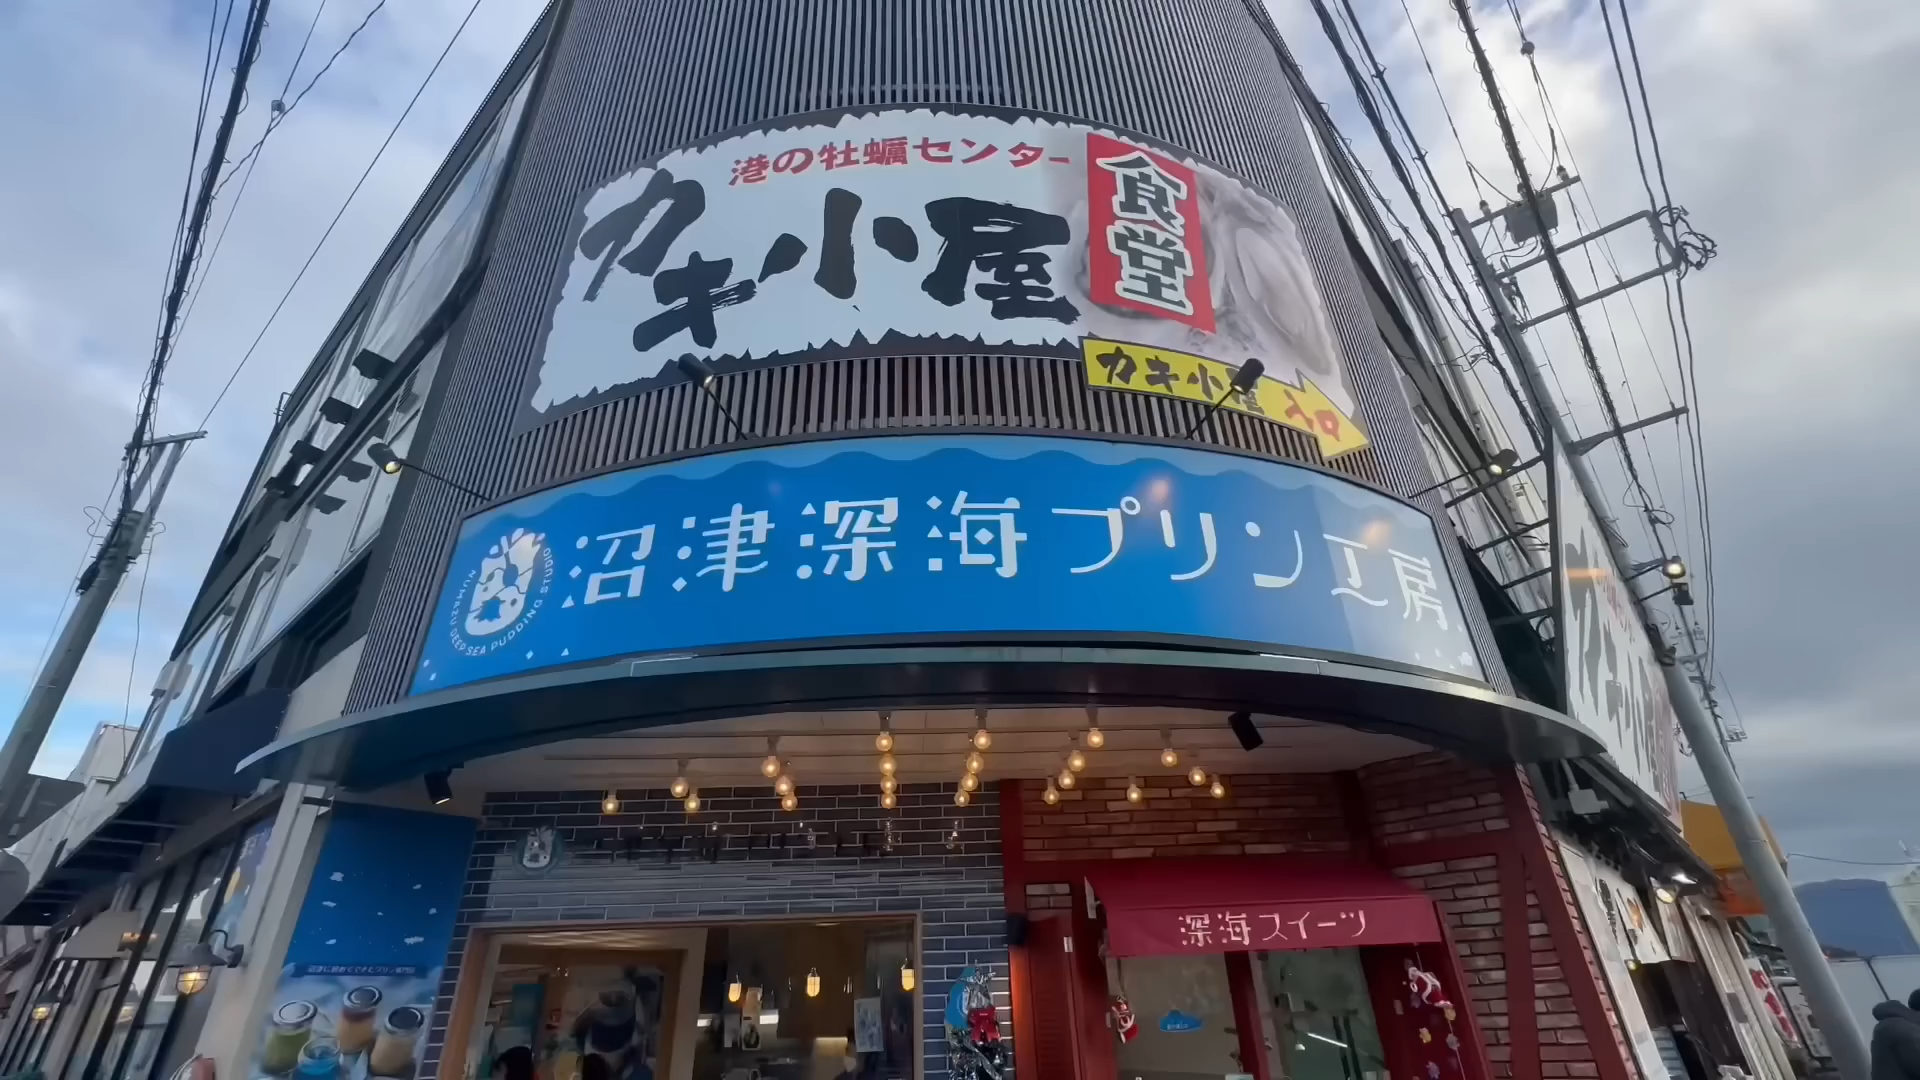 港の牡蠣センター
カキ小屋
食堂
カキ小屋 入口
沼津深海プリン工房
NUMAZU DEEPSEA PUDDING STUDIO
深海スイーツ